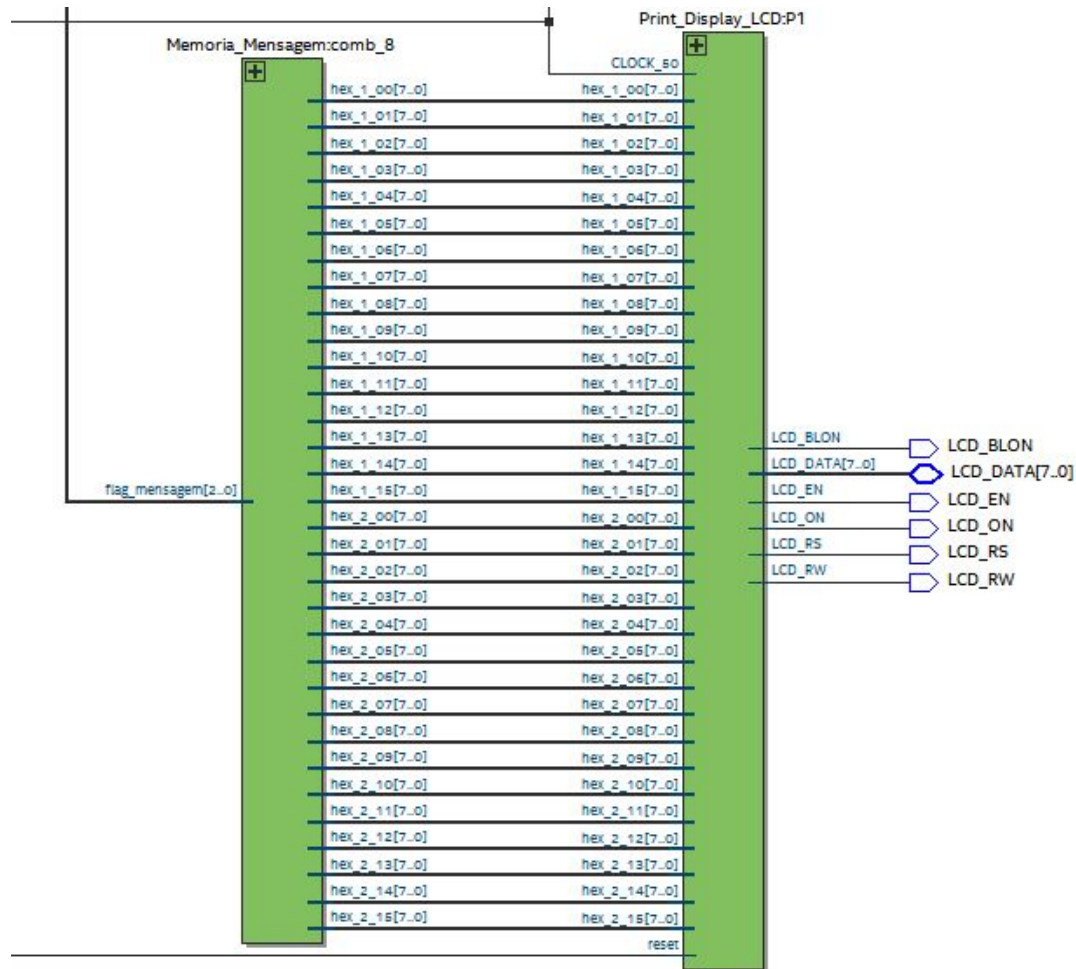 Print_Display_LCD:P1
Memoria_Mensagem:comb_8
CLOCK_50
hex_1_00[7..0] hex_1_00[7..0]
hex_1_01[7..0] hex_1_01[7..0]
hex_1_02[7..0] hex_1_02[7..0]
hex_1_03[7..0] hex_1_03[7..0]
hex_1_04[7..0] hex_1_04[7..0]
hex_1_05[7..0] hex_1_05[7..0]
hex_1_06[7..0] hex_1_06[7..0]
hex_1_07[7..0] hex_1_07[7..0]
hex_1_08[7..0] hex_1_08[7..0]
hex_1_09[7..0] hex_1_09[7..0]
hex_1_10[7..0] hex_1_10[7..0]
hex_1_11[7..0] hex_1_11[7..0]
hex_1_12[7..0] hex_1_12[7..0]
hex_1_13[7..0] hex_1_13[7..0] LCD_BLON LCD_BLON
hex_1_14[7..0] hex_1_14[7..0] LCD_DATA[7..0] LCD_DATA[7..0]
flag_mensagem[2..0] hex_1_15[7..0] hex_1_15[7..0] LCD_EN LCD_EN
hex_2_00[7..0] hex_2_00[7..0] LCD_ON LCD_ON
hex_2_01[7..0] hex_2_01[7..0] LCD_RS LCD_RS
hex_2_02[7..0] hex_2_02[7..0] LCD_RW LCD_RW
hex_2_03[7..0] hex_2_03[7..0]
hex_2_04[7..0] hex_2_04[7..0]
hex_2_05[7..0] hex_2_05[7..0]
hex_2_06[7..0] hex_2_06[7..0]
hex_2_07[7..0] hex_2_07[7..0]
hex_2_08[7..0] hex_2_08[7..0]
hex_2_09[7..0] hex_2_09[7..0]
hex_2_10[7..0] hex_2_10[7..0]
hex_2_11[7..0] hex_2_11[7..0]
hex_2_12[7..0] hex_2_12[7..0]
hex_2_13[7..0] hex_2_13[7..0]
hex_2_14[7..0] hex_2_14[7..0]
hex_2_15[7..0] hex_2_15[7..0]
reset